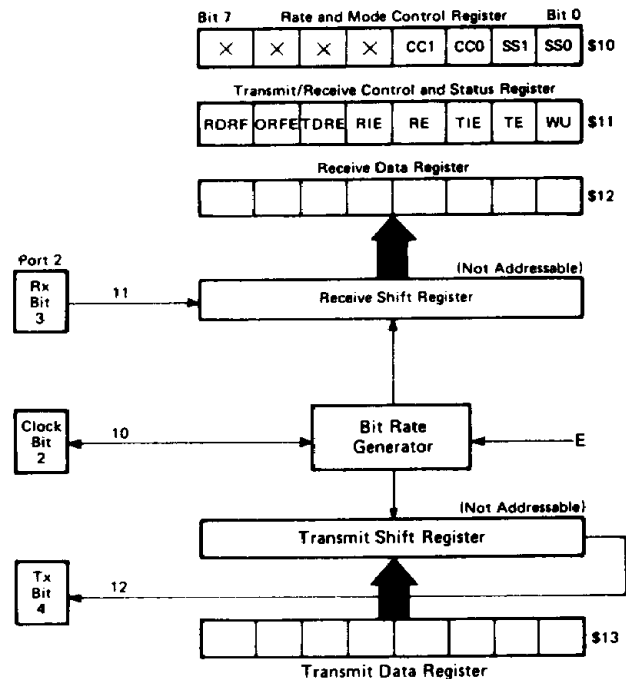 Bit 7 Rate and Mode Control Register Bit 0
X X X X CC1 CC0 SS1 SS0 $10
Transmit/Receive Control and Status Register
RDRF ORFE TDRE RIE RE TIE TE WU $11
Receive Data Register
$12
Port 2
(Not Addressable)
Rx
Bit
3
11
Receive Shift Register
Clock
Bit
2
10
Bit Rate
Generator
E
(Not Addressable)
Transmit Shift Register
Tx
Bit
4
12
$13
Transmit Data Register